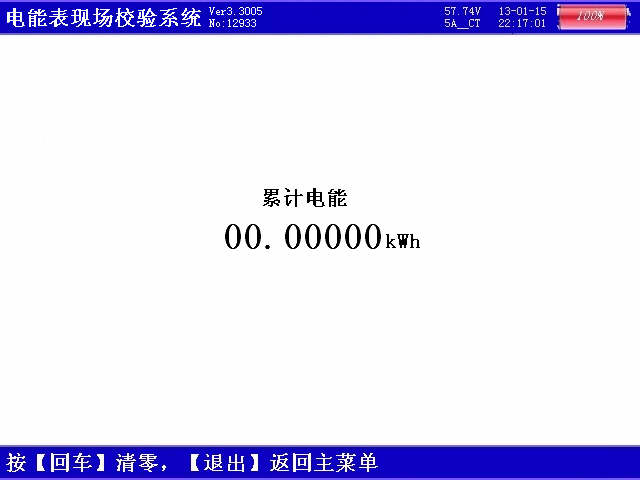 电能表现场校验系统
Ver3.3005
No:12933
57.74V
5A__CT
13-01-15
22:17:01
100%
累计电能
00.00000kWh
按【回车】清零，【退出】返回主菜单